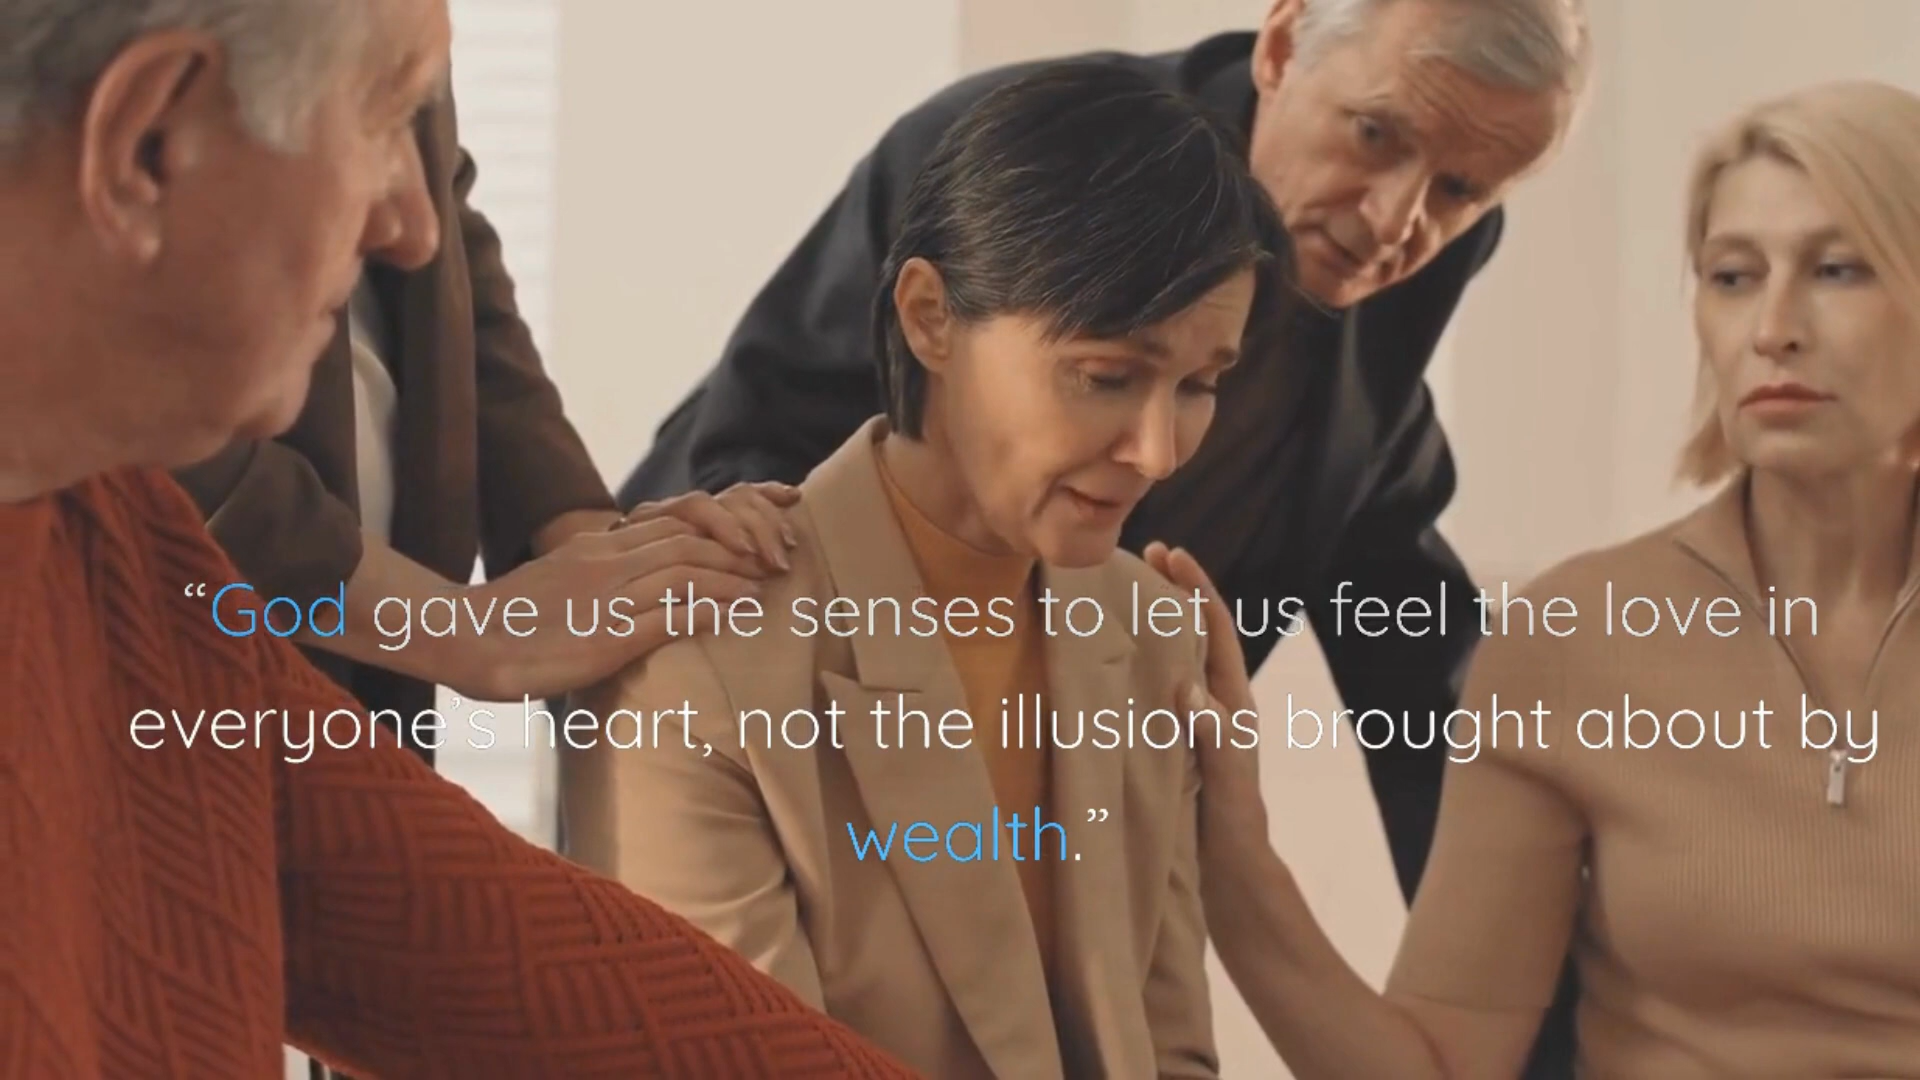 “God gave us the senses to let us feel the love in
everyone’s heart, not the illusions brought about by
wealth.”